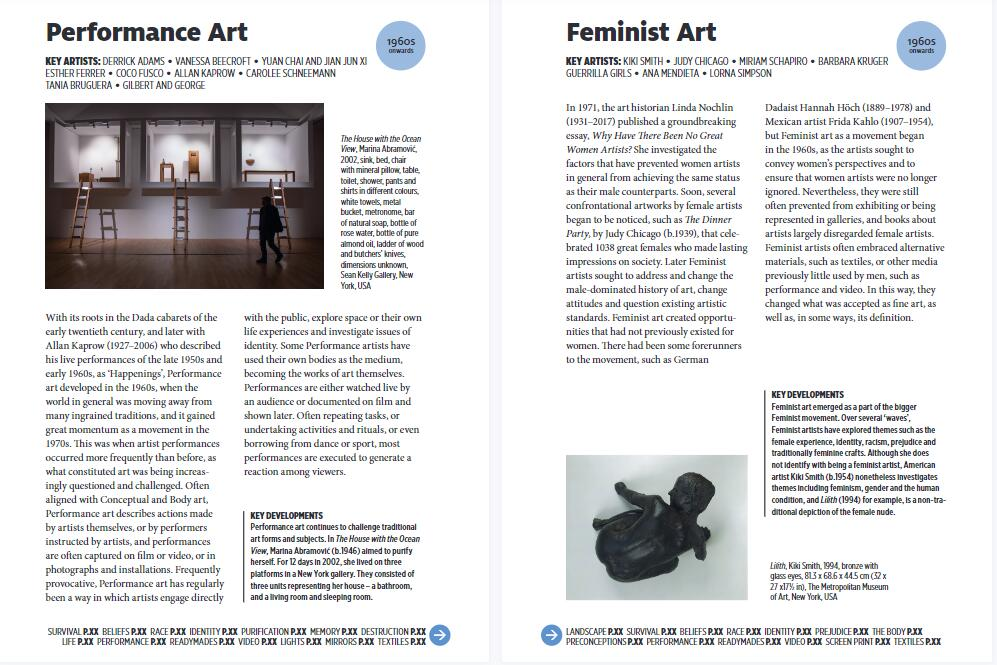 Performance Art
1960s
onwards
KEY ARTISTS: DERRICK ADAMS • VANESSA BEECROFT • YUAN CHAI AND JIAN JUN XI
ESTHER FERRER • COCO FUSCO • ALLAN KAPROW • CAROLEE SCHNEEMANN
TANIA BRUGUERA • GILBERT AND GEORGE
The House with the Ocean
View, Marina Abramović,
2002, sink, bed, chair
with mineral pillow, table,
toilet, shower, pants and
shirts in different colours,
white towels, metal
bucket, metronome, bar
of natural soap, bottle of
rose water, bottle of pure
almond oil, ladder of wood
and butchers' knives,
dimensions unknown,
Sean Kelly Gallery, New
York, USA
With its roots in the Dada cabarets of the
early twentieth century, and later with
Allan Kaprow (1927–2006) who described
his live performances of the late 1950s and
early 1960s, as 'Happenings', Performance
art developed in the 1960s, when the
world in general was moving away from
many ingrained traditions, and it gained
great momentum as a movement in the
1970s. This was when artist performances
occurred more frequently than before, as
what constituted art was being increas-
ingly questioned and challenged. Often
aligned with Conceptual and Body art,
Performance art describes actions made
by artists themselves, or by performers
instructed by artists, and performances
are often captured on film or video, or in
photographs and installations. Frequently
provocative, Performance art has regularly
been a way in which artists engage directly
with the public, explore space or their own
life experiences and investigate issues of
identity. Some Performance artists have
used their own bodies as the medium,
becoming the works of art themselves.
Performances are either watched live by
an audience or documented on film and
shown later. Often repeating tasks, or
undertaking activities and rituals, or even
borrowing from dance or sport, most
performances are executed to generate a
reaction among viewers.
KEY DEVELOPMENTS
Performance art continues to challenge traditional
art forms and subjects. In The House with the Ocean
View, Marina Abramović (b.1946) aimed to purify
herself. For 12 days in 2002, she lived on three
platforms in a New York gallery. They consisted of
three units representing her house – a bathroom,
and a living room and sleeping room.
SURVIVAL P.XX BELIEFS P.XX RACE P.XX IDENTITY P.XX PURIFICATION P.XX MEMORY P.XX DESTRUCTION P.XX
LIFE P.XX PERFORMANCE P.XX READYMADES P.XX VIDEO P.XX LIGHTS P.XX MIRRORS P.XX TEXTILES P.XX
Feminist Art
1960s
onwards
KEY ARTISTS: KIKI SMITH • JUDY CHICAGO • MIRIAM SCHAPIRO • BARBARA KRUGER
GUERRILLA GIRLS • ANA MENDIETA • LORNA SIMPSON
In 1971, the art historian Linda Nochlin
(1931–2017) published a groundbreaking
essay, Why Have There Been No Great
Women Artists? She investigated the
factors that have prevented women artists
in general from achieving the same status
as their male counterparts. Soon, several
confrontational artworks by female artists
began to be noticed, such as The Dinner
Party, by Judy Chicago (b.1939), that cele-
brated 1038 great females who made lasting
impressions on society. Later Feminist
artists sought to address and change the
male-dominated history of art, change
attitudes and question existing artistic
standards. Feminist art created opportu-
nities that had not previously existed for
women. There had been some forerunners
to the movement, such as German
Dadaist Hannah Höch (1889–1978) and
Mexican artist Frida Kahlo (1907–1954),
but Feminist art as a movement began
in the 1960s, as the artists sought to
convey women's perspectives and to
ensure that women artists were no longer
ignored. Nevertheless, they were still
often prevented from exhibiting or being
represented in galleries, and books about
artists largely disregarded female artists.
Feminist artists often embraced alternative
materials, such as textiles, or other media
previously little used by men, such as
performance and video. In this way, they
changed what was accepted as fine art, as
well as, in some ways, its definition.
KEY DEVELOPMENTS
Feminist art emerged as a part of the bigger
Feminist movement. Over several 'waves',
Feminist artists have explored themes such as the
female experience, identity, racism, prejudice and
traditionally feminine crafts. Although she does
not identify with being a feminist artist, American
artist Kiki Smith (b.1954) nonetheless investigates
themes including feminism, gender and the human
condition, and Lilith (1994) for example, is a non-tra-
ditional depiction of the female nude.
Lilith, Kiki Smith, 1994, bronze with
glass eyes, 81.3 x 68.6 x 44.5 cm (32 x
27 x17½ in), The Metropolitan Museum
of Art, New York, USA
LANDSCAPE P.XX SURVIVAL P.XX BELIEFS P.XX RACE P.XX IDENTITY P.XX PREJUDICE P.XX THE BODY P.XX
PRECONCEPTIONS P.XX PERFORMANCE P.XX READYMADES P.XX VIDEO P.XX SCREEN PRINT P.XX TEXTILES P.XX